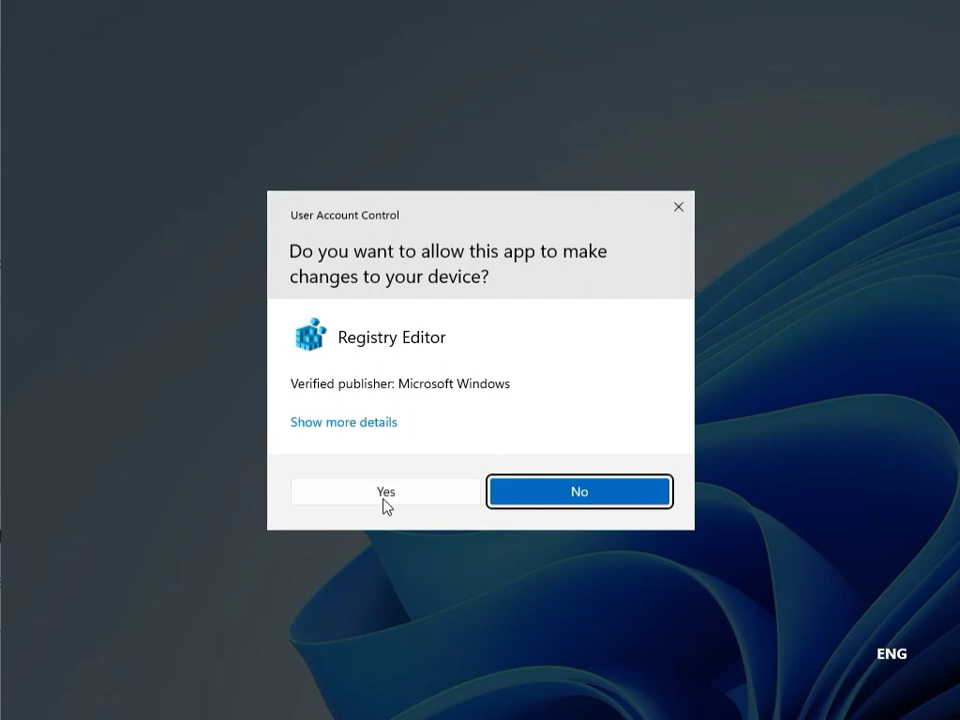 User Account Control
Do you want to allow this app to make
changes to your device?
Registry Editor
Verified publisher: Microsoft Windows
Show more details
Yes
No
ENG